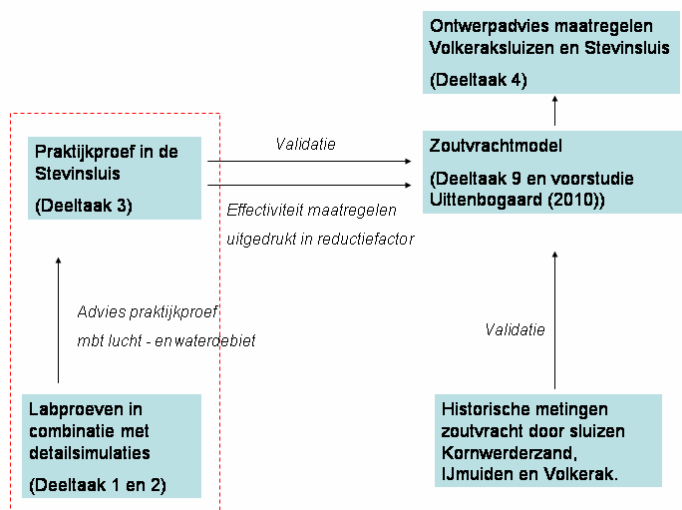 Ontwerpadvies maatregelen
Volkeraksluizen en Stevinsluis
(Deeltaak 4)
Praktijkproef in de
Stevinsluis
(Deeltaak 3)
Validatie
Effectiviteit maatregelen
uitgedrukt in reductiefactor
Zoutvrachtmodel
(Deeltaak 9 en voorstudie
Uittenbogaard (2010))
Advies praktijkproef
mbt lucht - en waterdebiet
Validatie
Labproeven in
combinatie met
detailsimulaties
(Deeltaak 1 en 2)
Historische metingen
zoutvracht door sluizen
Kornwerderzand,
IJmuiden en Volkerak.